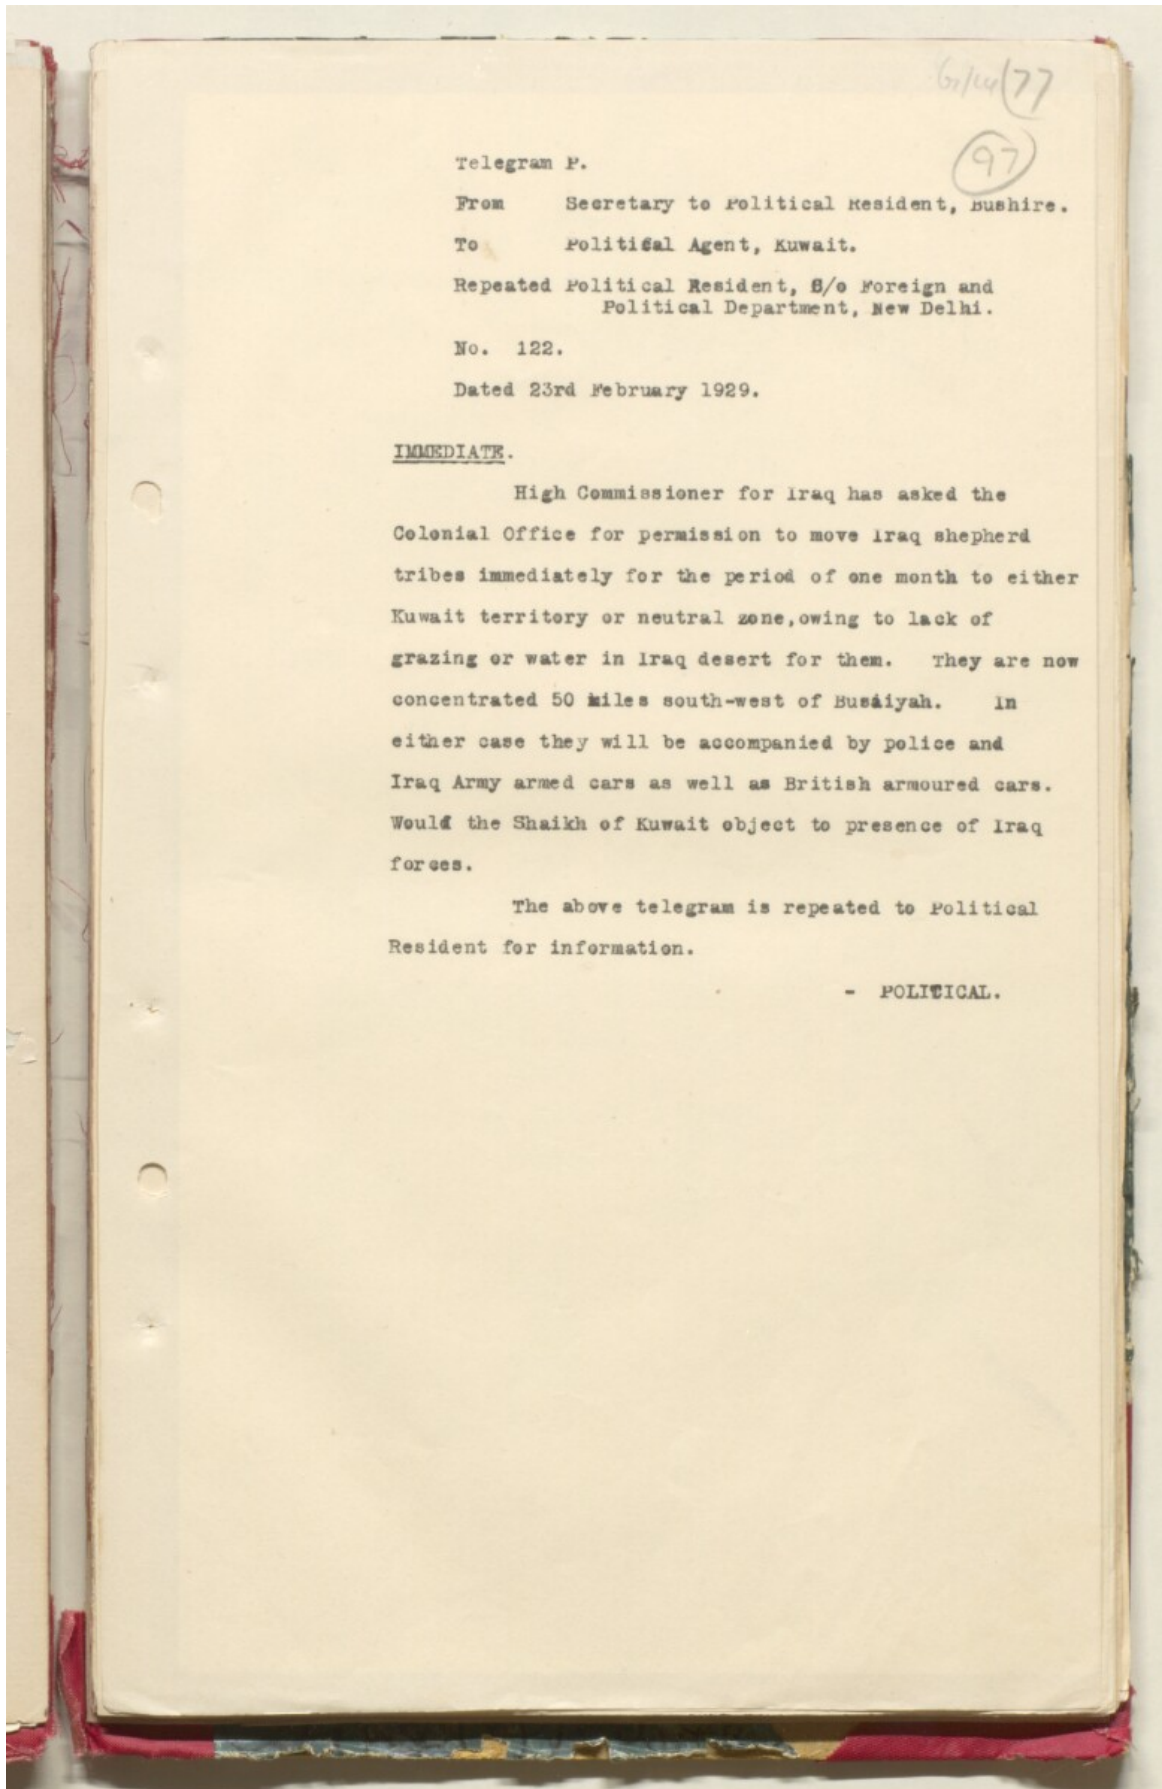 (77
97
Telegram P.
From Secretary to Political Resident, Bushire.
To Political Agent, Kuwait.
Repeated Political Resident, C/o Foreign and
Political Department, New Delhi.
No. 122.
Dated 23rd February 1929.
IMMEDIATE.
High Commissioner for Iraq has asked the
Colonial Office for permission to move Iraq shepherd
tribes immediately for the period of one month to either
Kuwait territory or neutral zone,owing to lack of
grazing or water in Iraq desert for them. They are now
concentrated 50 miles south-west of Busaiyah. In
either case they will be accompanied by police and
Iraq Army armed cars as well as British armoured cars.
Would the Shaikh of Kuwait object to presence of Iraq
forces.
The above telegram is repeated to Political
Resident for information.
- POLITICAL.